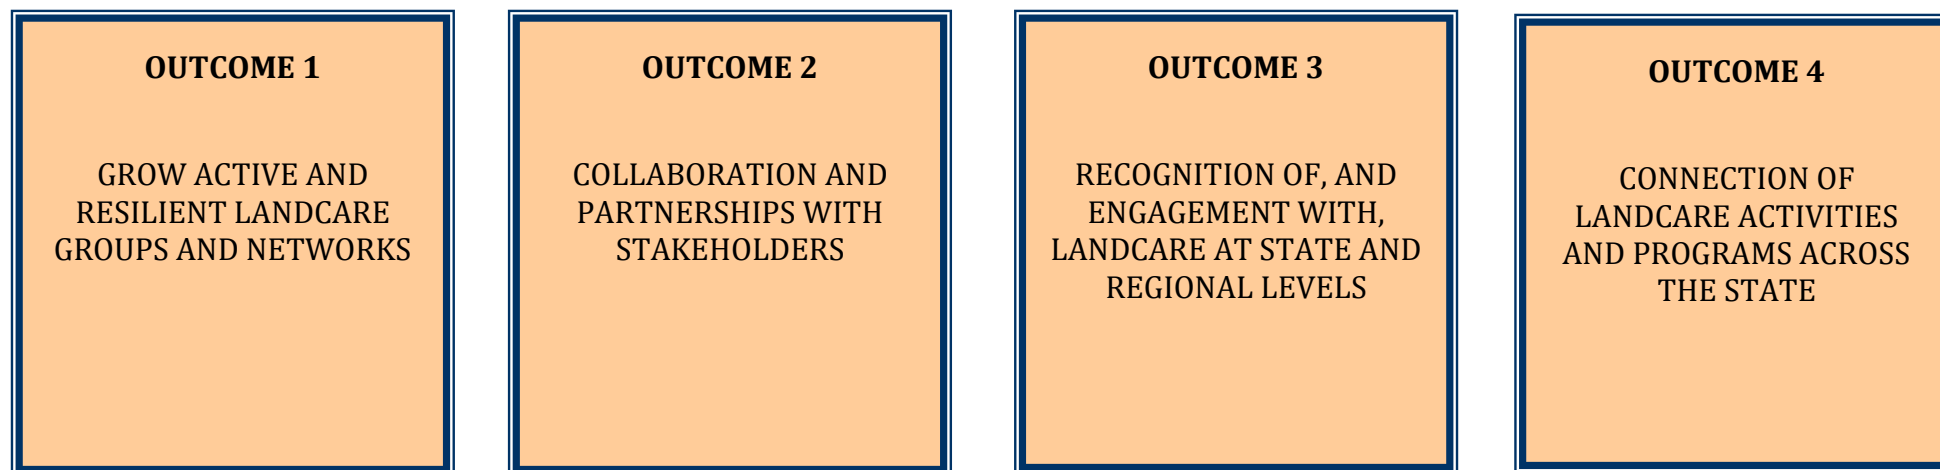 OUTCOME 1
GROW ACTIVE AND
RESILIENT LANDCARE
GROUPS AND NETWORKS
OUTCOME 2
COLLABORATION AND
PARTNERSHIPS WITH
STAKEHOLDERS
OUTCOME 3
RECOGNITION OF, AND
ENGAGEMENT WITH,
LANDCARE AT STATE AND
REGIONAL LEVELS
OUTCOME 4
CONNECTION OF
LANDCARE ACTIVITIES
AND PROGRAMS ACROSS
THE STATE